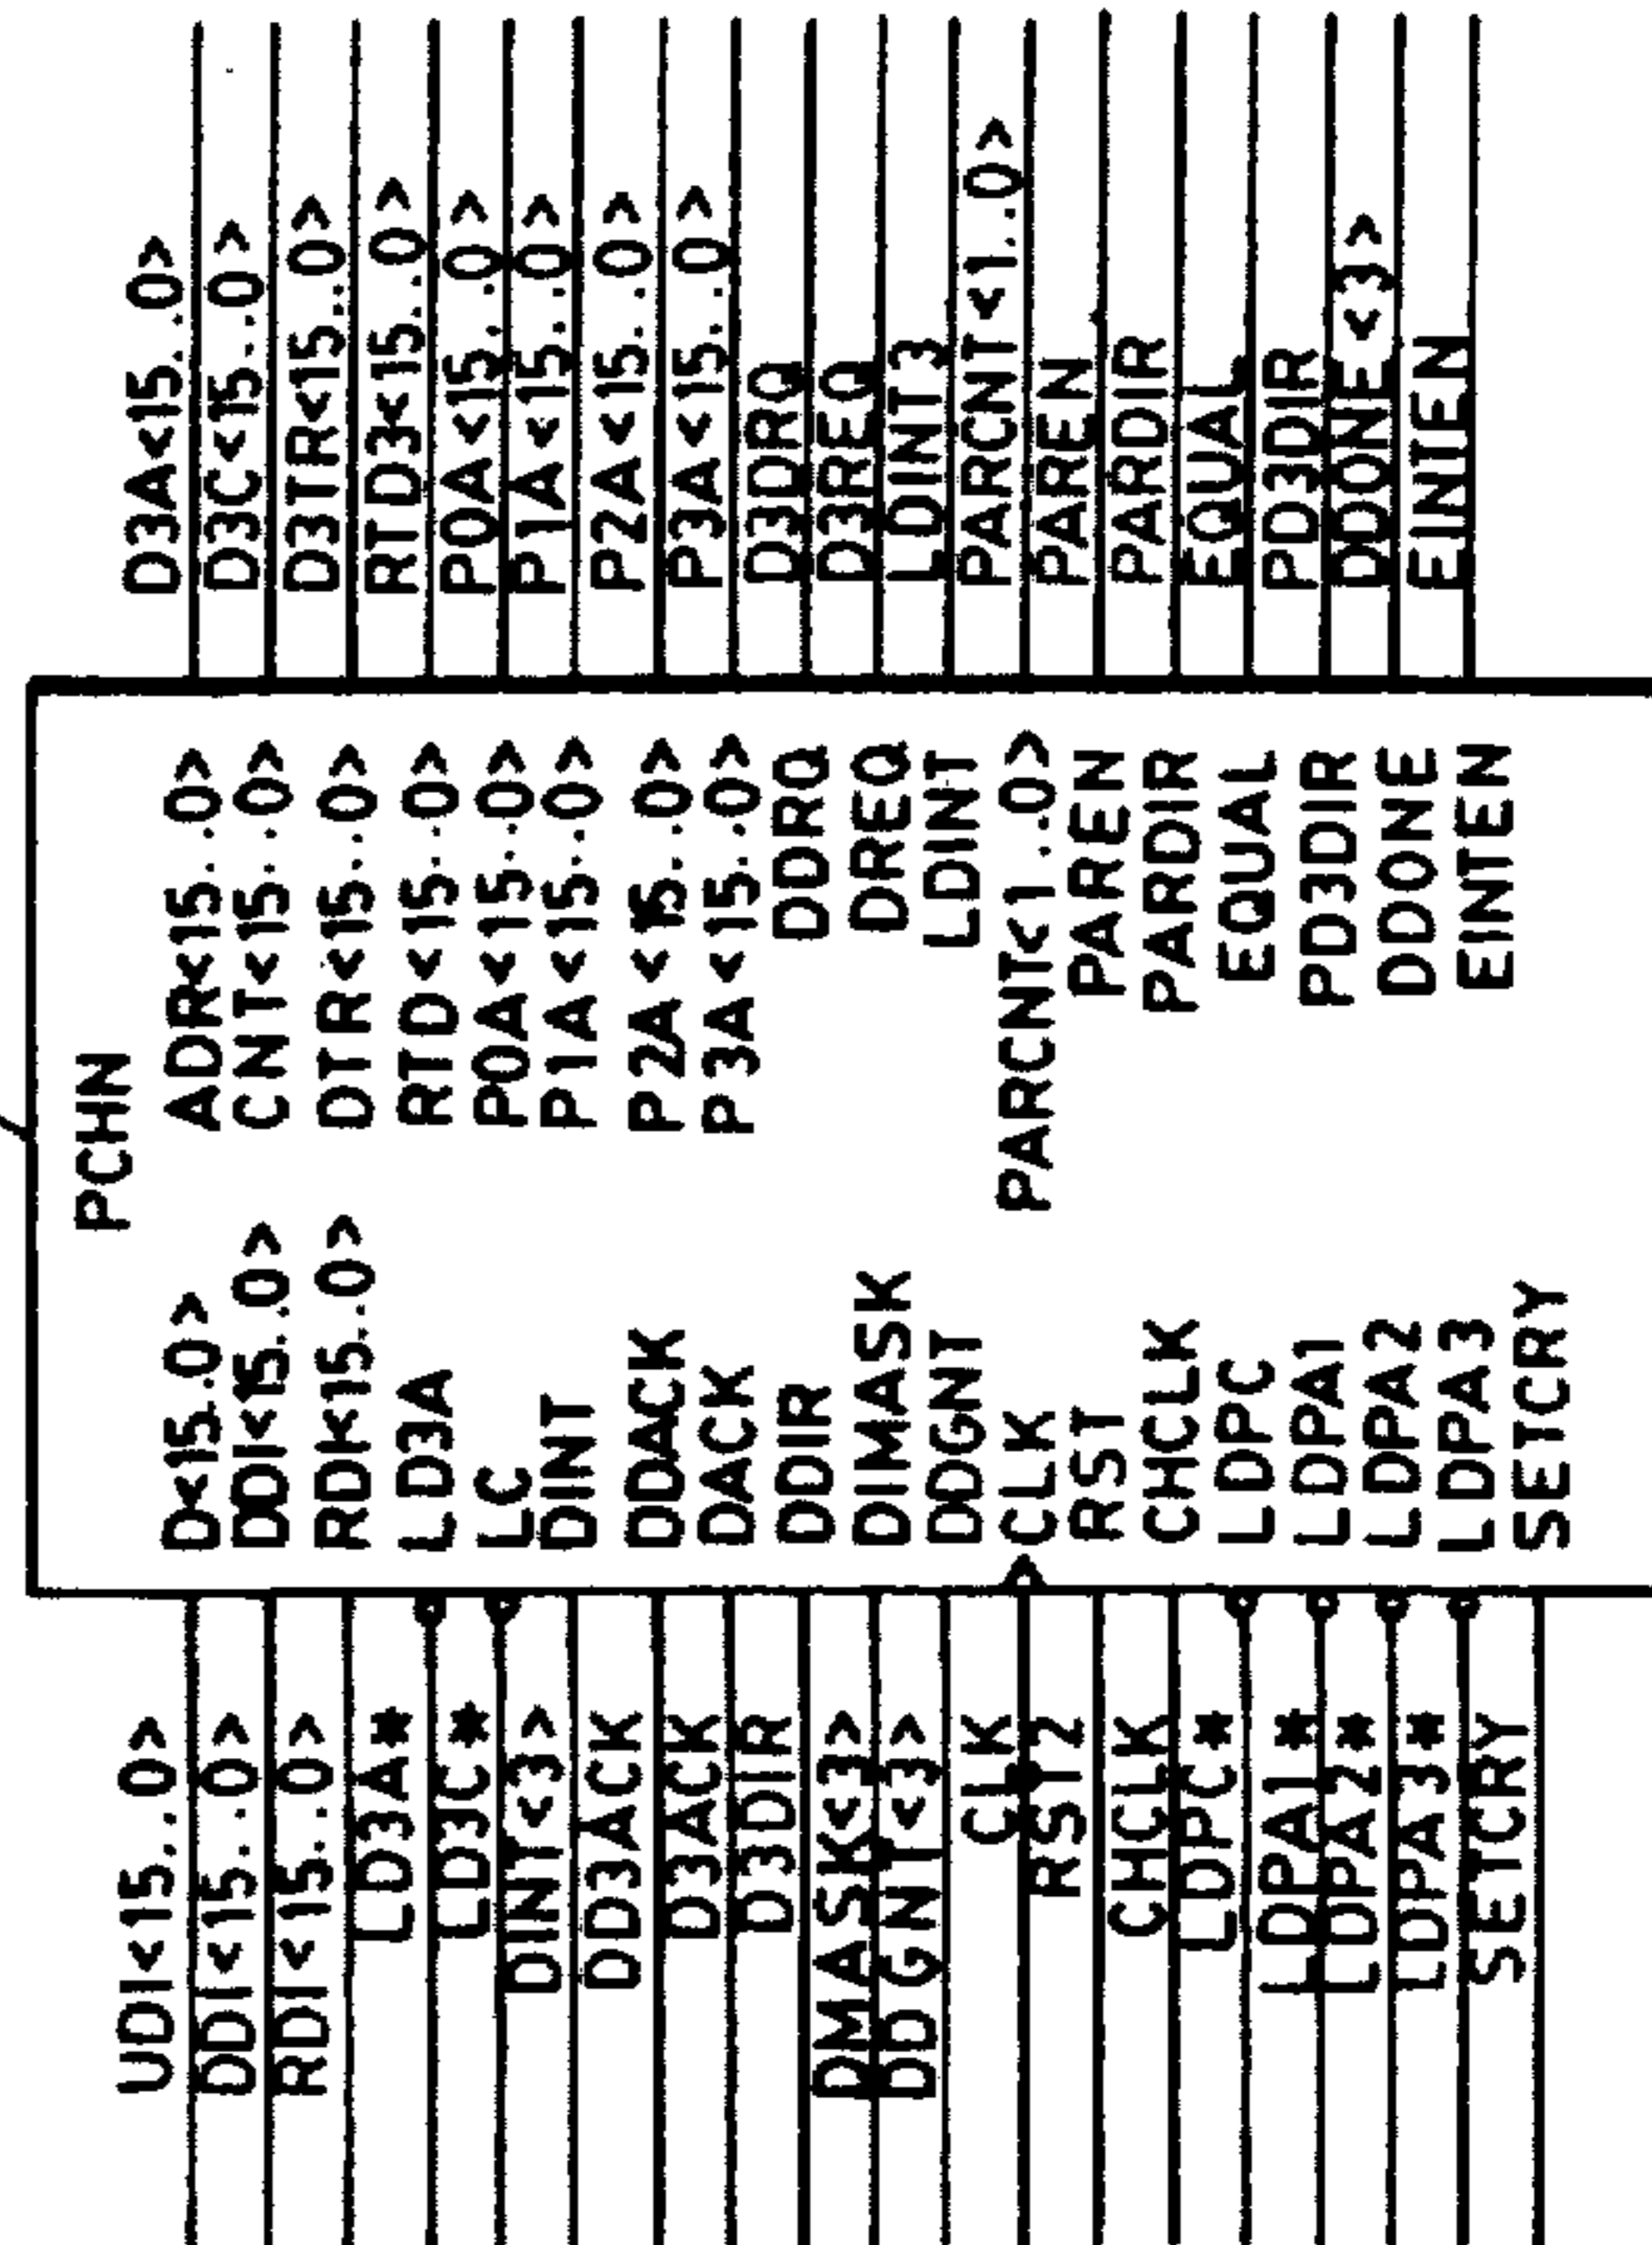 PCHN
UDI<15..0>
DDI<15..0>
RDI<15..0>
LD3A*
LD3C*
DINT<3>
DD3ACK
D3ACK
D3DIR
DMASK<3>
DDGNT<3>
CLK
RST2
CHCLK
LDPC*
LDPA1*
LDPA2*
LDPA3*
SETCRY
D<15..0>
DDI<15..0>
RDI<15..0>
LD3A
LC
DINT
DDACK
DACK
DDIR
DIMASK
DDGNT
CLK
RST
CHCLK
LDPC
LDPA1
LDPA2
LDPA3
SETCRY
ADR<15..0>
CNT<15..0>
DTR<15..0>
RTD<15..0>
P0A<15..0>
P1A<15..0>
P2A<15..0>
P3A<15..0>
DDRQ
DREQ
LDINT
PARCNT<1..0>
PAREN
PARDIR
EQUAL
PD3DIR
DDONE
EINTEN
D3A<15..0>
D3C<15..0>
D3TR<15..0>
RTD3<15..0>
P0A<15..0>
P1A<15..0>
P2A<15..0>
P3A<15..0>
D3DRQ
D3REQ
LDINT3
PARCNT<1..0>
PAREN
PARDIR
EQUAL
PD3DIR
DDONE<3>
EINTEN